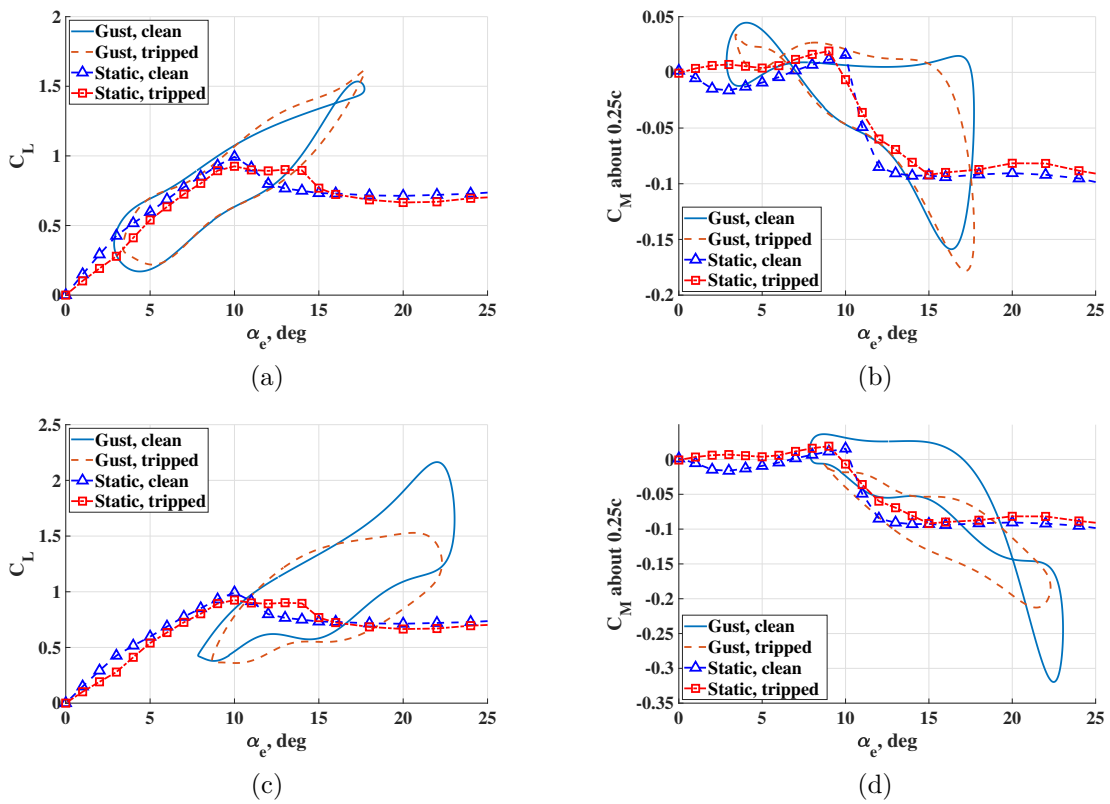 2
1.5
1
0.5
0
C_L
Gust, clean
Gust, tripped
Static, clean
Static, tripped
0 5 10 15 20 25
α_e, deg
(a)
0.05
0
-0.05
-0.1
-0.15
-0.2
C_M about 0.25c
Gust, clean
Gust, tripped
Static, clean
Static, tripped
0 5 10 15 20 25
α_e, deg
(b)
2.5
2
1.5
1
0.5
0
C_L
Gust, clean
Gust, tripped
Static, clean
Static, tripped
0 5 10 15 20 25
α_e, deg
(c)
0
-0.05
-0.1
-0.15
-0.2
-0.25
-0.3
-0.35
C_M about 0.25c
Gust, clean
Gust, tripped
Static, clean
Static, tripped
0 5 10 15 20 25
α_e, deg
(d)